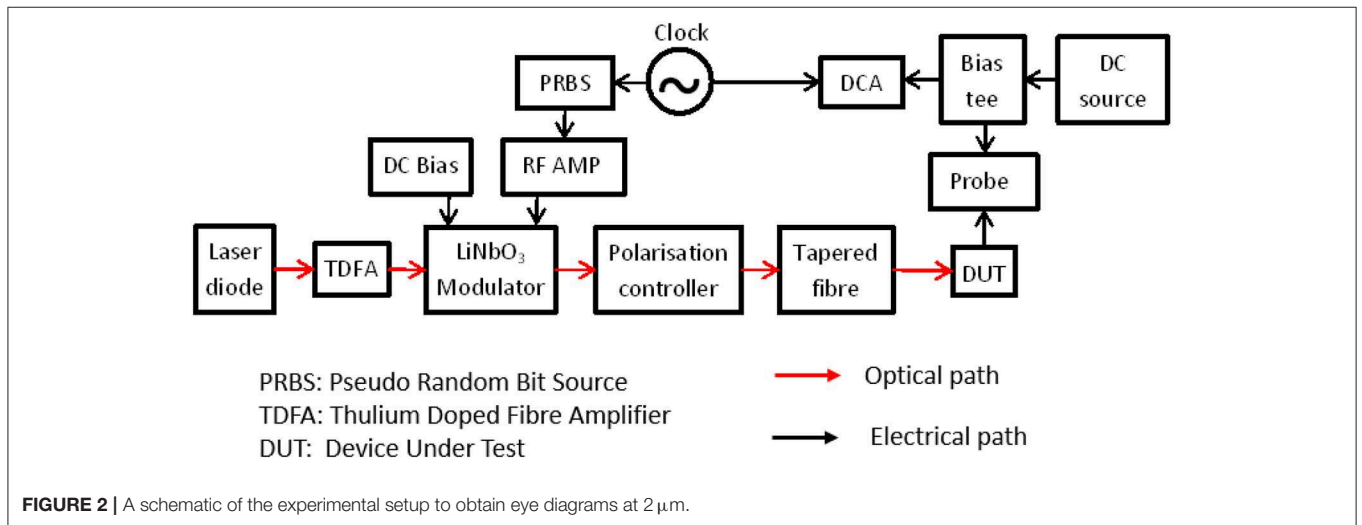 Clock
PRBS
DCA
Bias
tee
DC
source
DC Bias
RF AMP
Probe
Laser
diode
TDFA
LiNbO₃
Modulator
Polarisation
controller
Tapered
fibre
DUT
PRBS: Pseudo Random Bit Source
TDFA: Thulium Doped Fibre Amplifier
DUT: Device Under Test
Optical path
Electrical path
FIGURE 2 | A schematic of the experimental setup to obtain eye diagrams at 2 μm.